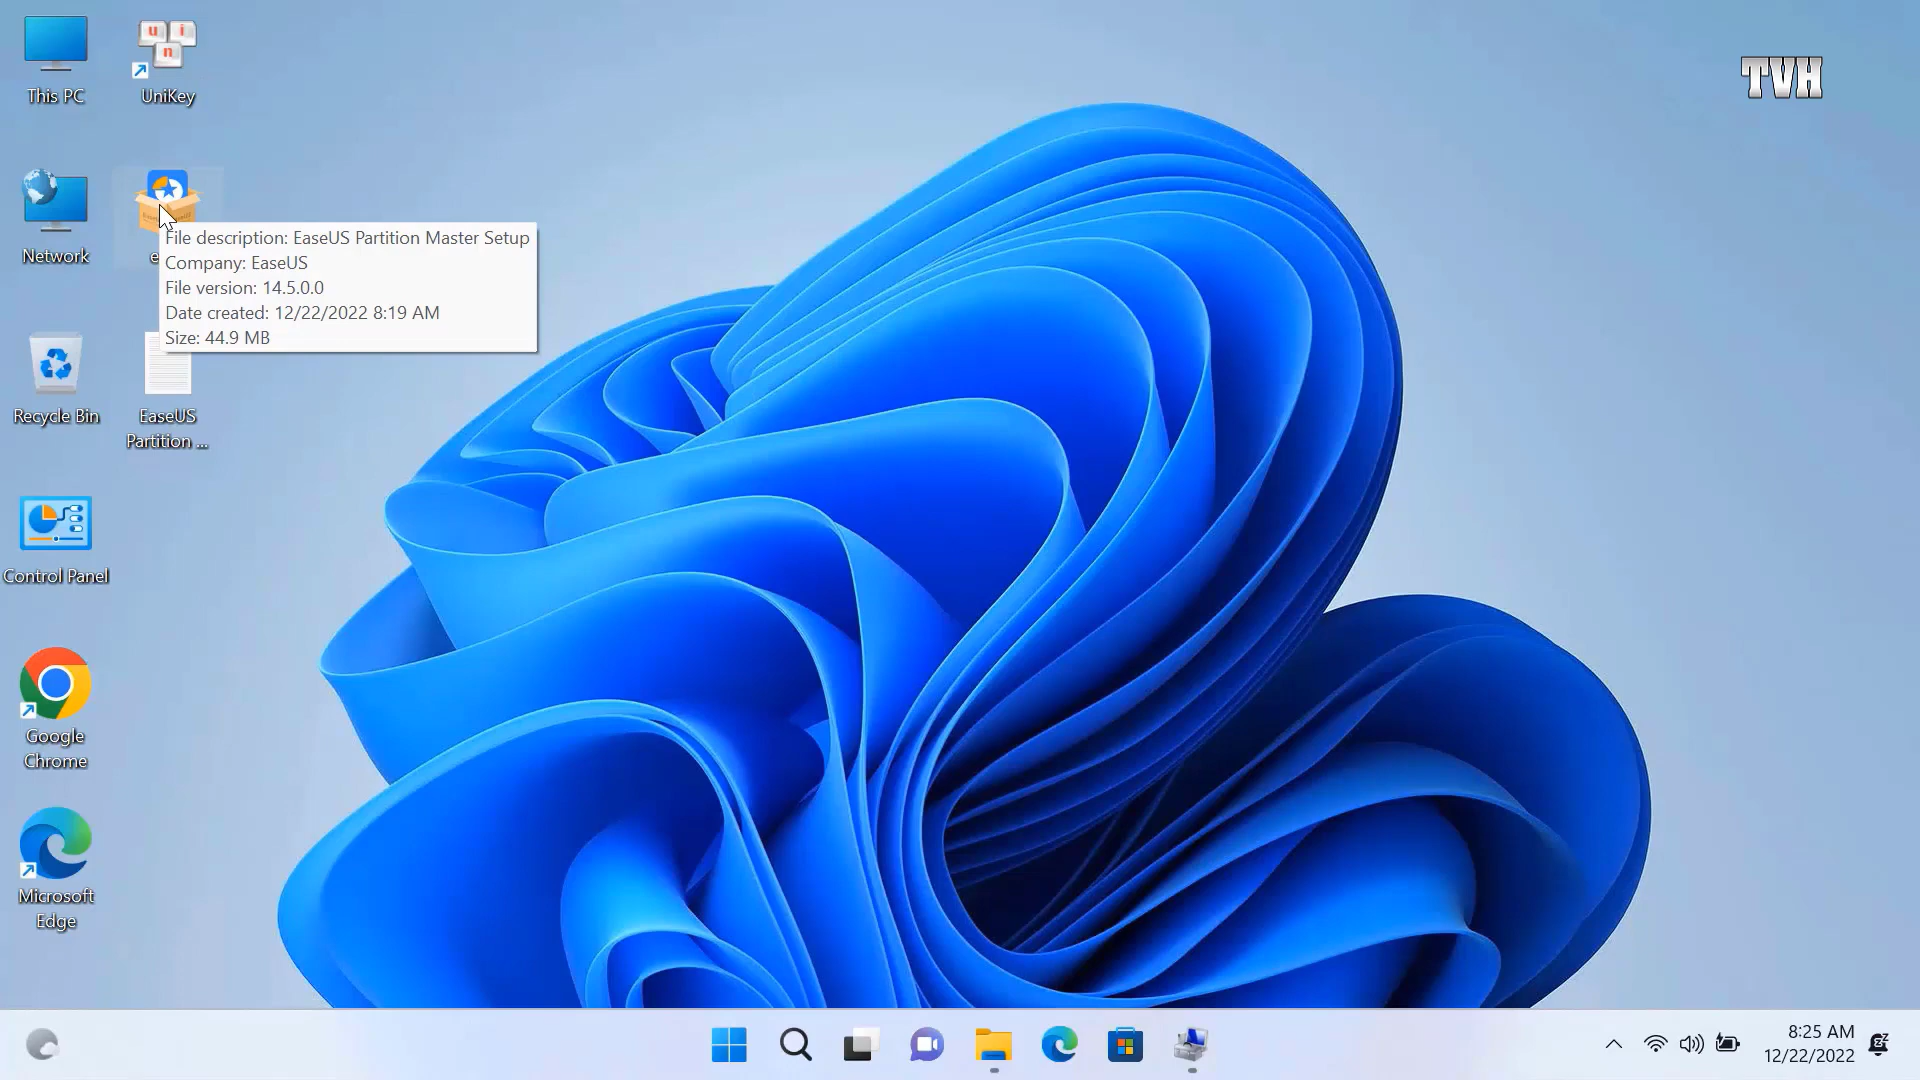 This PC
UniKey
TVH
Network
File description: EaseUS Partition Master Setup
Company: EaseUS
File version: 14.5.0.0
Date created: 12/22/2022 8:19 AM
Size: 44.9 MB
Recycle Bin
EaseUS
Partition ...
Control Panel
Google
Chrome
Microsoft
Edge
8:25 AM
12/22/2022